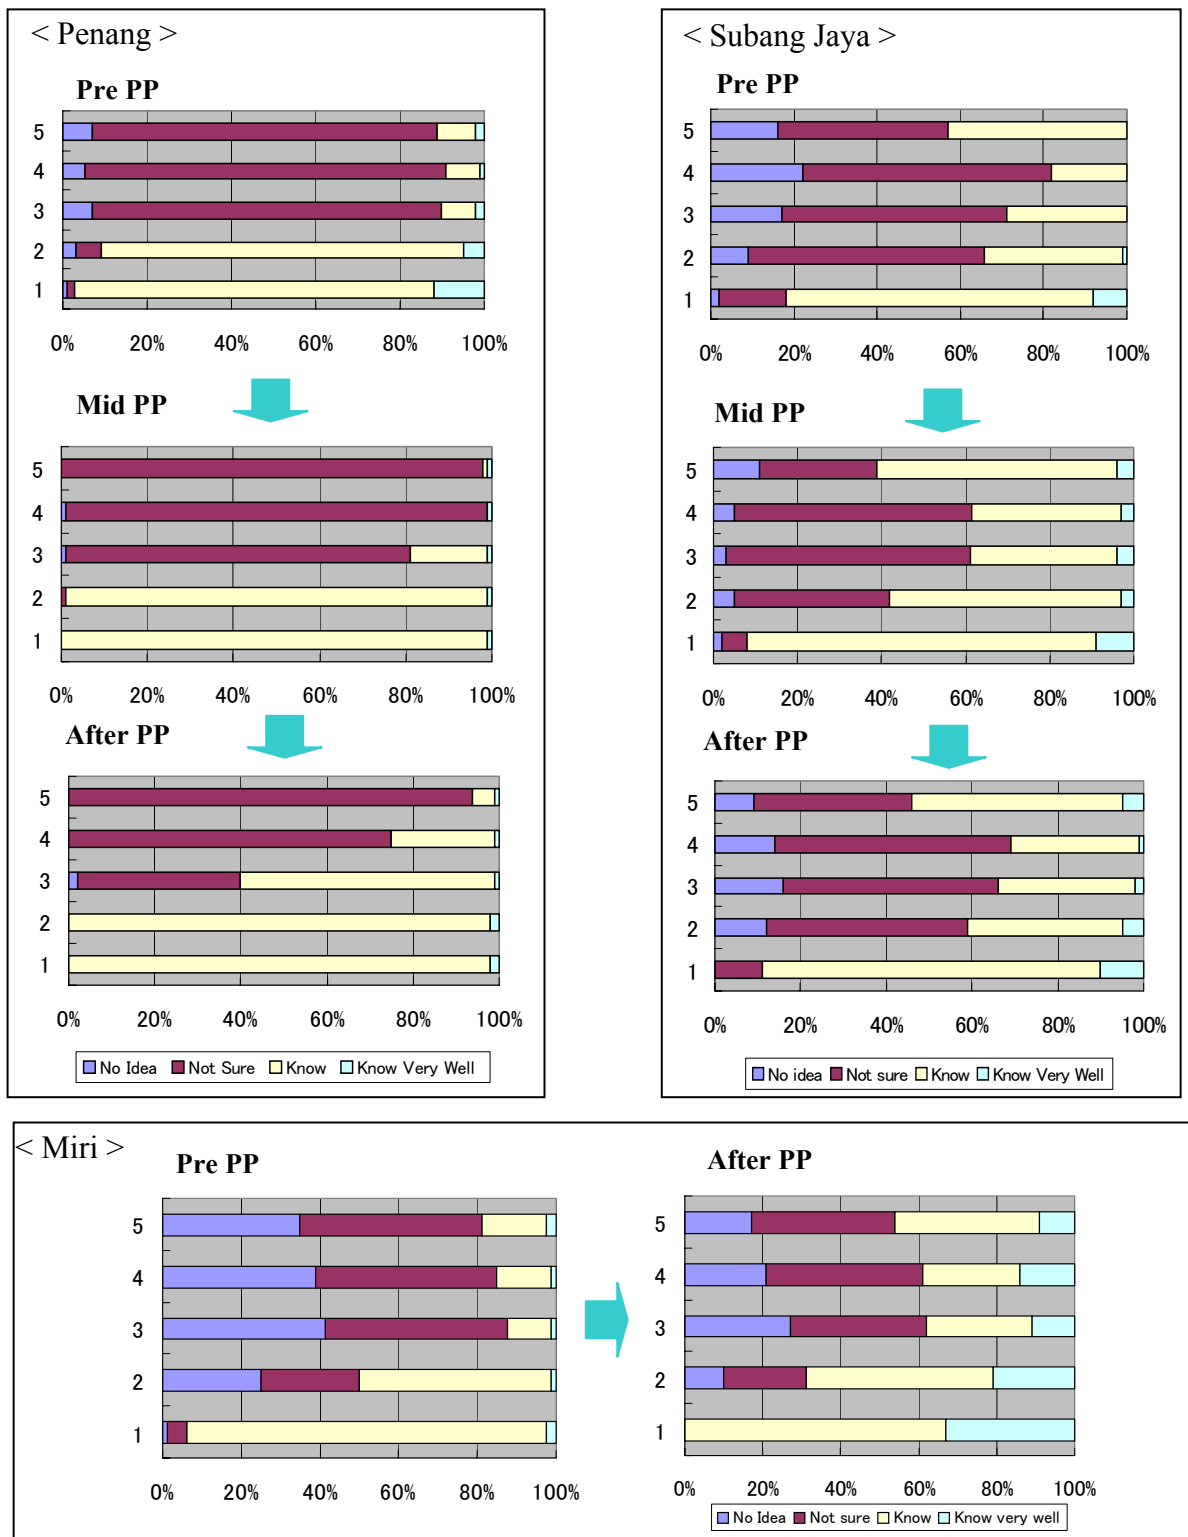 < Penang >
Pre PP
5
4
3
2
1
0% 20% 40% 60% 80% 100%
Mid PP
5
4
3
2
1
0% 20% 40% 60% 80% 100%
After PP
5
4
3
2
1
0% 20% 40% 60% 80% 100%
No Idea Not Sure Know Know Very Well
< Subang Jaya >
Pre PP
5
4
3
2
1
0% 20% 40% 60% 80% 100%
Mid PP
5
4
3
2
1
0% 20% 40% 60% 80% 100%
After PP
5
4
3
2
1
0% 20% 40% 60% 80% 100%
No idea Not sure Know Know Very Well
< Miri >
Pre PP
5
4
3
2
1
0% 20% 40% 60% 80% 100%
After PP
5
4
3
2
1
0% 20% 40% 60% 80% 100%
No Idea Not sure Know Know very well